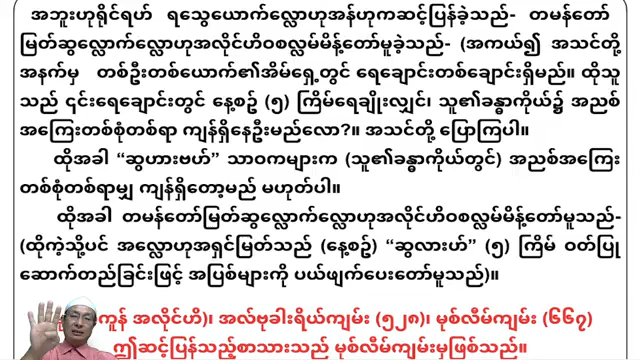 အဘူးဟုရိုင်ရဟ် ရသွေယောက်လ္လောဟုအန်ဟုကဆင့်ပြန်ခဲ့သည်- တမန်တော်
မြတ်ဆွလ္လောက်လ္လောဟုအလိုင်ဟိဝစလ္လမ်မိန့်တော်မူခဲ့သည်- (အကယ်၍ အသင်တို့
အနက်မှ တစ်ဦးတစ်ယောက်၏အိမ်ရှေ့တွင် ရေချောင်းတစ်ချောင်းရှိမည်။ ထိုသူ
သည် ၎င်းရေချောင်းတွင် နေ့စဉ် (၅) ကြိမ်ရေချိုးလျှင်၊ သူ၏ခန္ဓာကိုယ်၌ အညစ်
အကြေးတစ်စုံတစ်ရာ ကျန်ရှိနေဦးမည်လော?။ အသင်တို့ ပြောကြပါ။
ထိုအခါ “ဆွဟားဗဟ်” သာဝကများက (သူ၏ခန္ဓာကိုယ်တွင်) အညစ်အကြေး
တစ်စုံတစ်ရာမျှ ကျန်ရှိတော့မည် မဟုတ်ပါ။
ထိုအခါ တမန်တော်မြတ်ဆွလ္လောက်လ္လောဟုအလိုင်ဟိဝစလ္လမ်မိန့်တော်မူသည်-
(ထိုကဲ့သို့ပင် အလ္လောဟုအရှင်မြတ်သည် (နေ့စဉ်) “ဆွလားဟ်” (၅) ကြိမ် ဝတ်ပြု
ဆောက်တည်ခြင်းဖြင့် အပြစ်များကို ပယ်ဖျက်ပေးတော်မူသည်)။
ကူန် အလိုင်ဟိ)၊ အလ်ဗုခါးရိယ်ကျမ်း (၅၂၈)၊ မုစ်လီမ်ကျမ်း (၆၆၇)
ဤဆင့်ပြန်သည့်စာသားသည် မုစ်လီမ်ကျမ်းမှဖြစ်သည်။